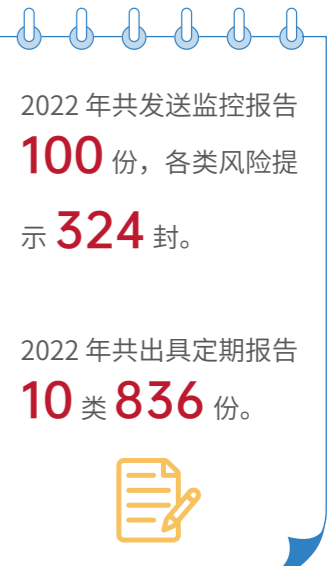 2022 年共发送监控报告
100 份，各类风险提
示 324 封。
2022 年共出具定期报告
10 类 836 份。